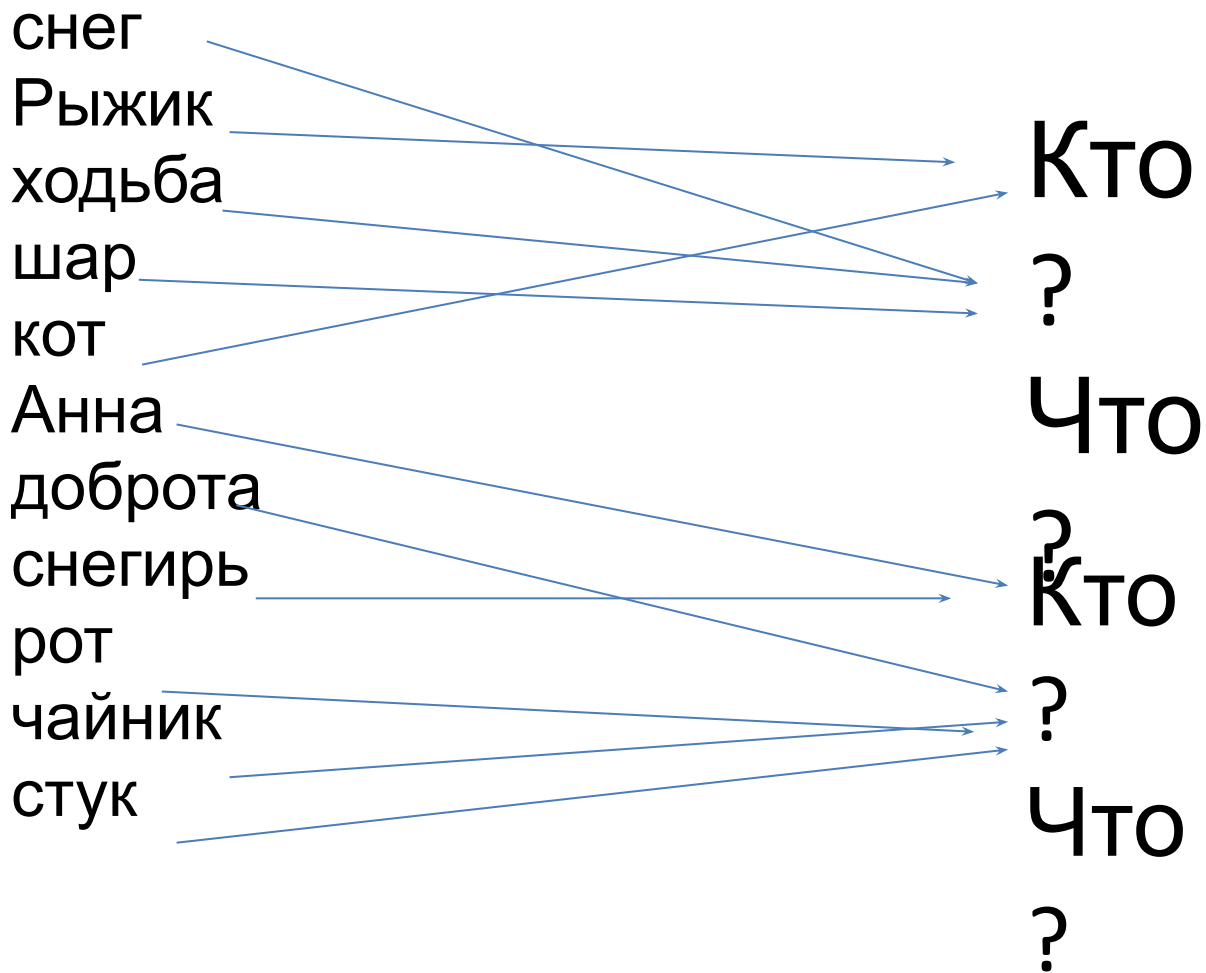 снег
Рыжик
ходьба
шар
кот
Анна
доброта
снегирь
рот
чайник
стук
Кто
?
Что
?
Кто
?
Что
?